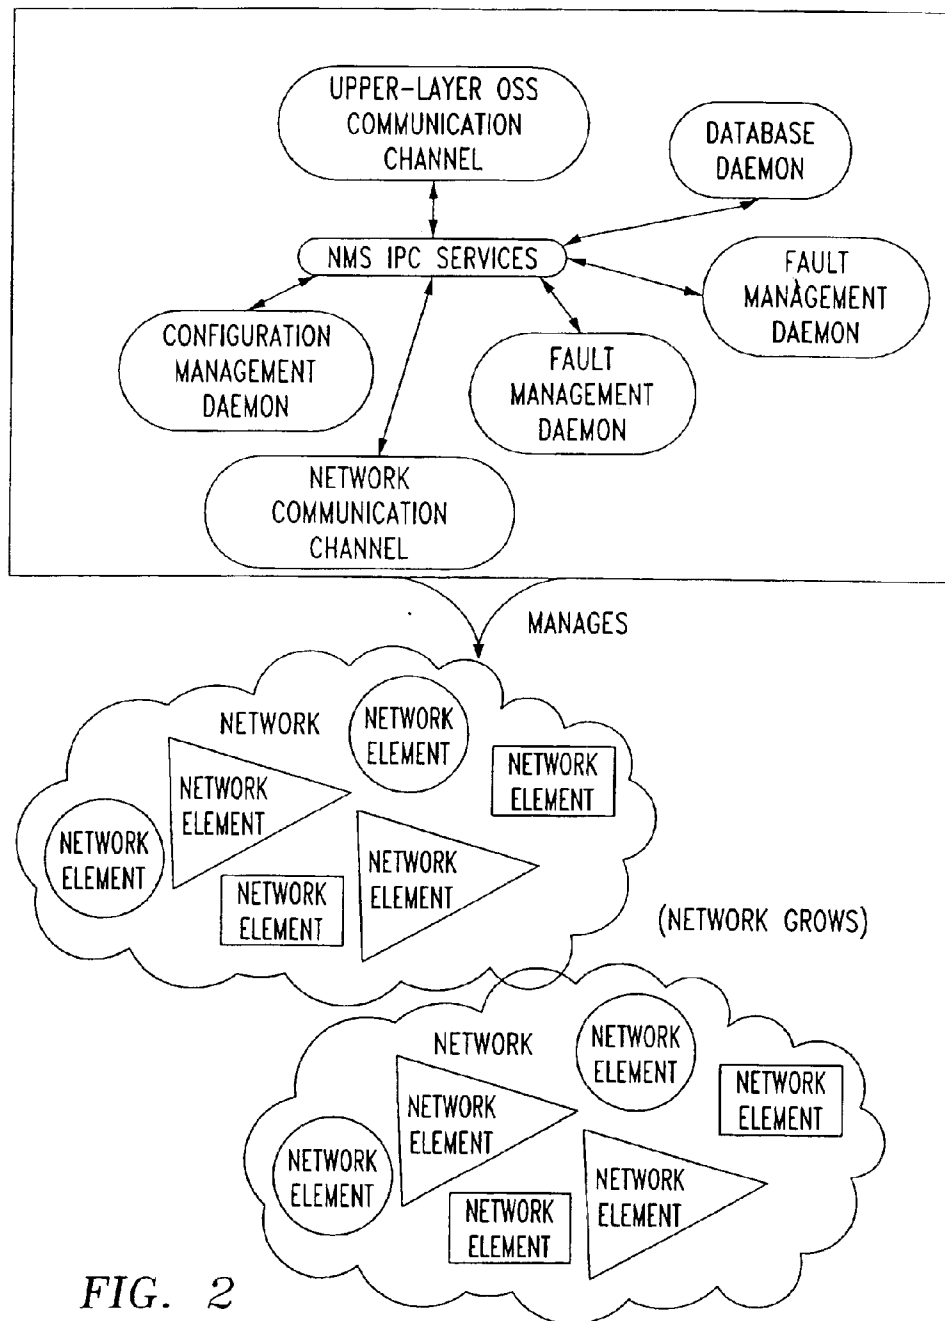 UPPER-LAYER OSS
COMMUNICATION
CHANNEL
DATABASE
DAEMON
NMS IPC SERVICES
FAULT
MANAGEMENT
DAEMON
CONFIGURATION
MANAGEMENT
DAEMON
FAULT
MANAGEMENT
DAEMON
NETWORK
COMMUNICATION
CHANNEL
MANAGES
NETWORK
NETWORK
ELEMENT
NETWORK
ELEMENT
NETWORK
ELEMENT
NETWORK
ELEMENT
NETWORK
ELEMENT
NETWORK
ELEMENT
(NETWORK GROWS)
NETWORK
NETWORK
ELEMENT
NETWORK
ELEMENT
NETWORK
ELEMENT
NETWORK
ELEMENT
NETWORK
ELEMENT
NETWORK
ELEMENT
FIG. 2